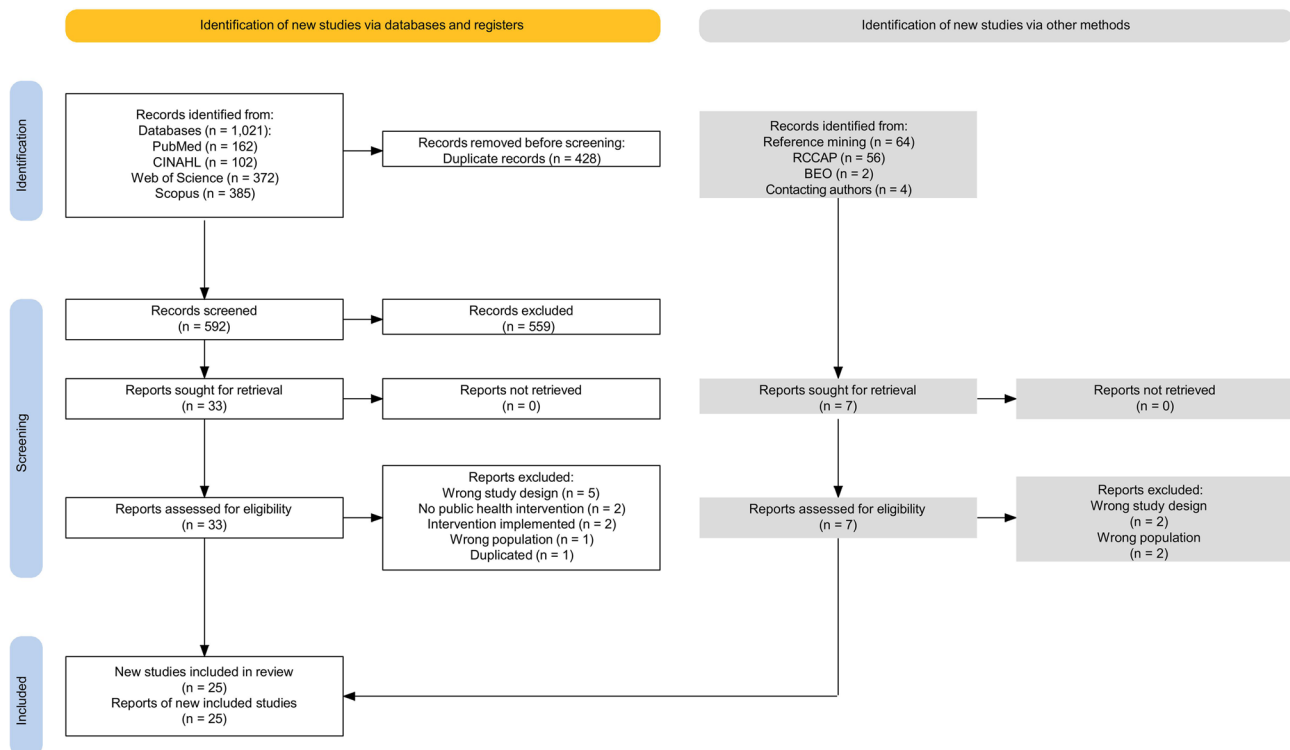 Identification of new studies via databases and registers
Identification of new studies via other methods
Identification
Records identified from:
Databases (n = 1,021):
PubMed (n = 162)
CINAHL (n = 102)
Web of Science (n = 372)
Scopus (n = 385)
Records removed before screening:
Duplicate records (n = 428)
Records identified from:
Reference mining (n = 64)
RCCAP (n = 56)
BEO (n = 2)
Contacting authors (n = 4)
Screening
Records screened
(n = 592)
Records excluded
(n = 559)
Reports sought for retrieval
(n = 33)
Reports not retrieved
(n = 0)
Reports sought for retrieval
(n = 7)
Reports not retrieved
(n = 0)
Reports assessed for eligibility
(n = 33)
Reports excluded:
Wrong study design (n = 5)
No public health intervention (n = 2)
Intervention implemented (n = 2)
Wrong population (n = 1)
Duplicated (n = 1)
Reports assessed for eligibility
(n = 7)
Reports excluded:
Wrong study design
(n = 2)
Wrong population
(n = 2)
Included
New studies included in review
(n = 25)
Reports of new included studies
(n = 25)